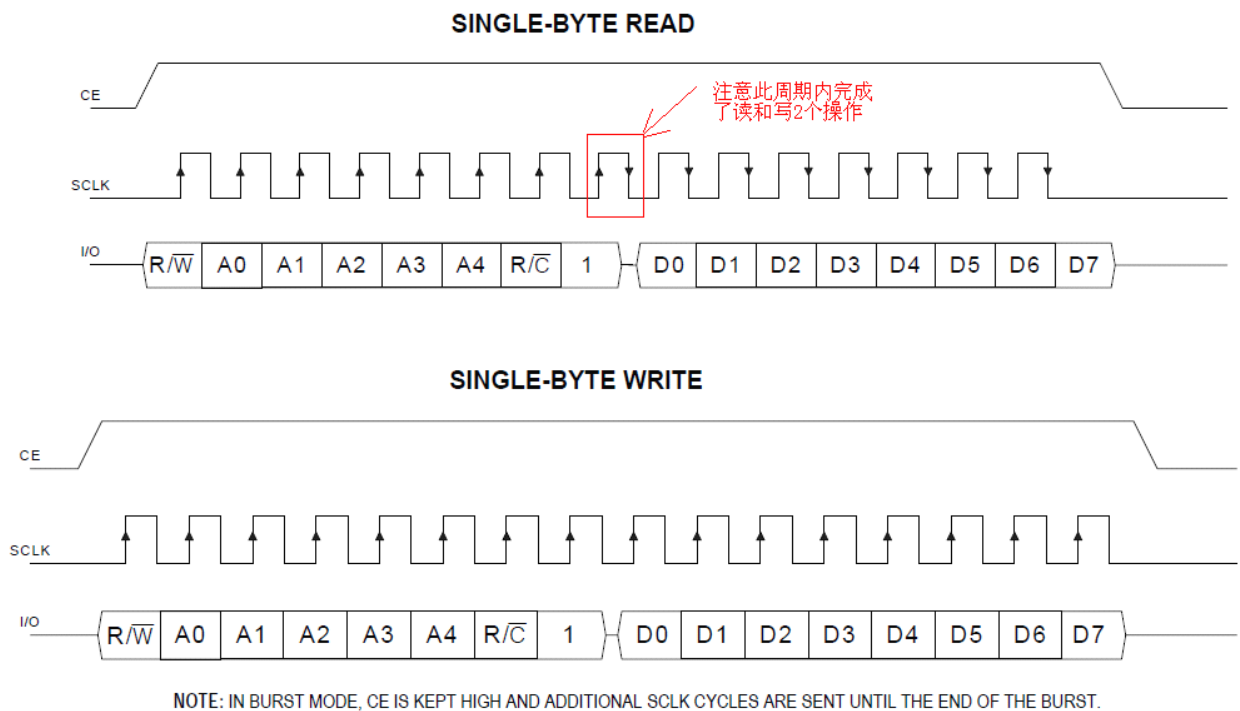 SINGLE-BYTE READ
CE
注意此周期内完成
了读和写2个操作
SCLK
I/O
R/W̅ A0 A1 A2 A3 A4 R/C̅ 1 D0 D1 D2 D3 D4 D5 D6 D7
SINGLE-BYTE WRITE
CE
SCLK
I/O
R/W̅ A0 A1 A2 A3 A4 R/C̅ 1 D0 D1 D2 D3 D4 D5 D6 D7
NOTE: IN BURST MODE, CE IS KEPT HIGH AND ADDITIONAL SCLK CYCLES ARE SENT UNTIL THE END OF THE BURST.